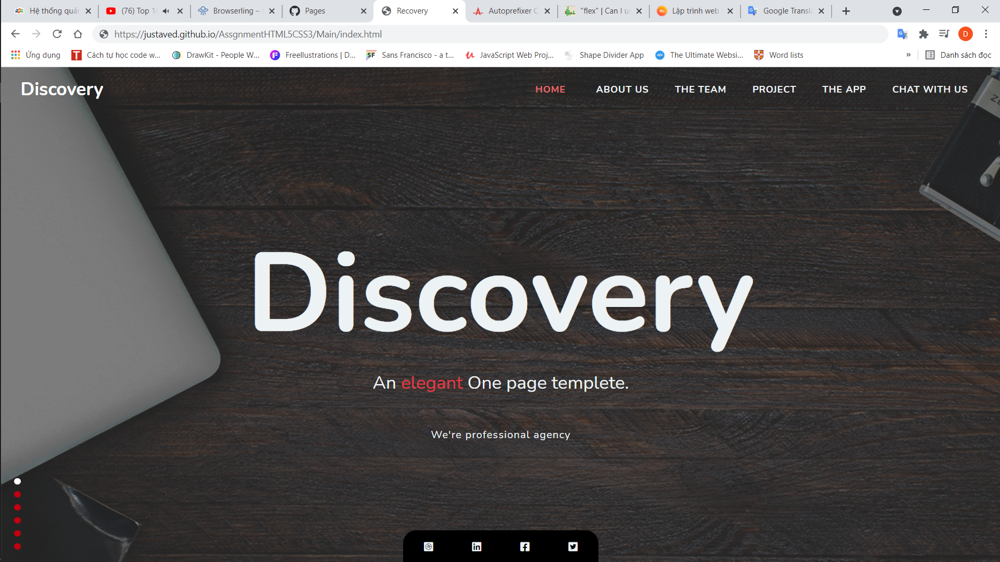 Hệ thống quản
(76) Top 1
Browserling –
Pages
Recovery
Autoprefixer C
"flex" | Can I us
Lập trình web
Google Transla
https://justaved.github.io/AssgnmentHTML5CSS3/Main/index.html
D
Ứng dụng
Cách tự học code w...
DrawKit - People W...
Freellustrations | D...
Sans Francisco - a t...
JavaScript Web Proj...
Shape Divider App
The Ultimate Websi...
Word lists
»
Danh sách đọc
Discovery
HOME
ABOUT US
THE TEAM
PROJECT
THE APP
CHAT WITH US
Discovery
An elegant One page templete.
We're professional agency